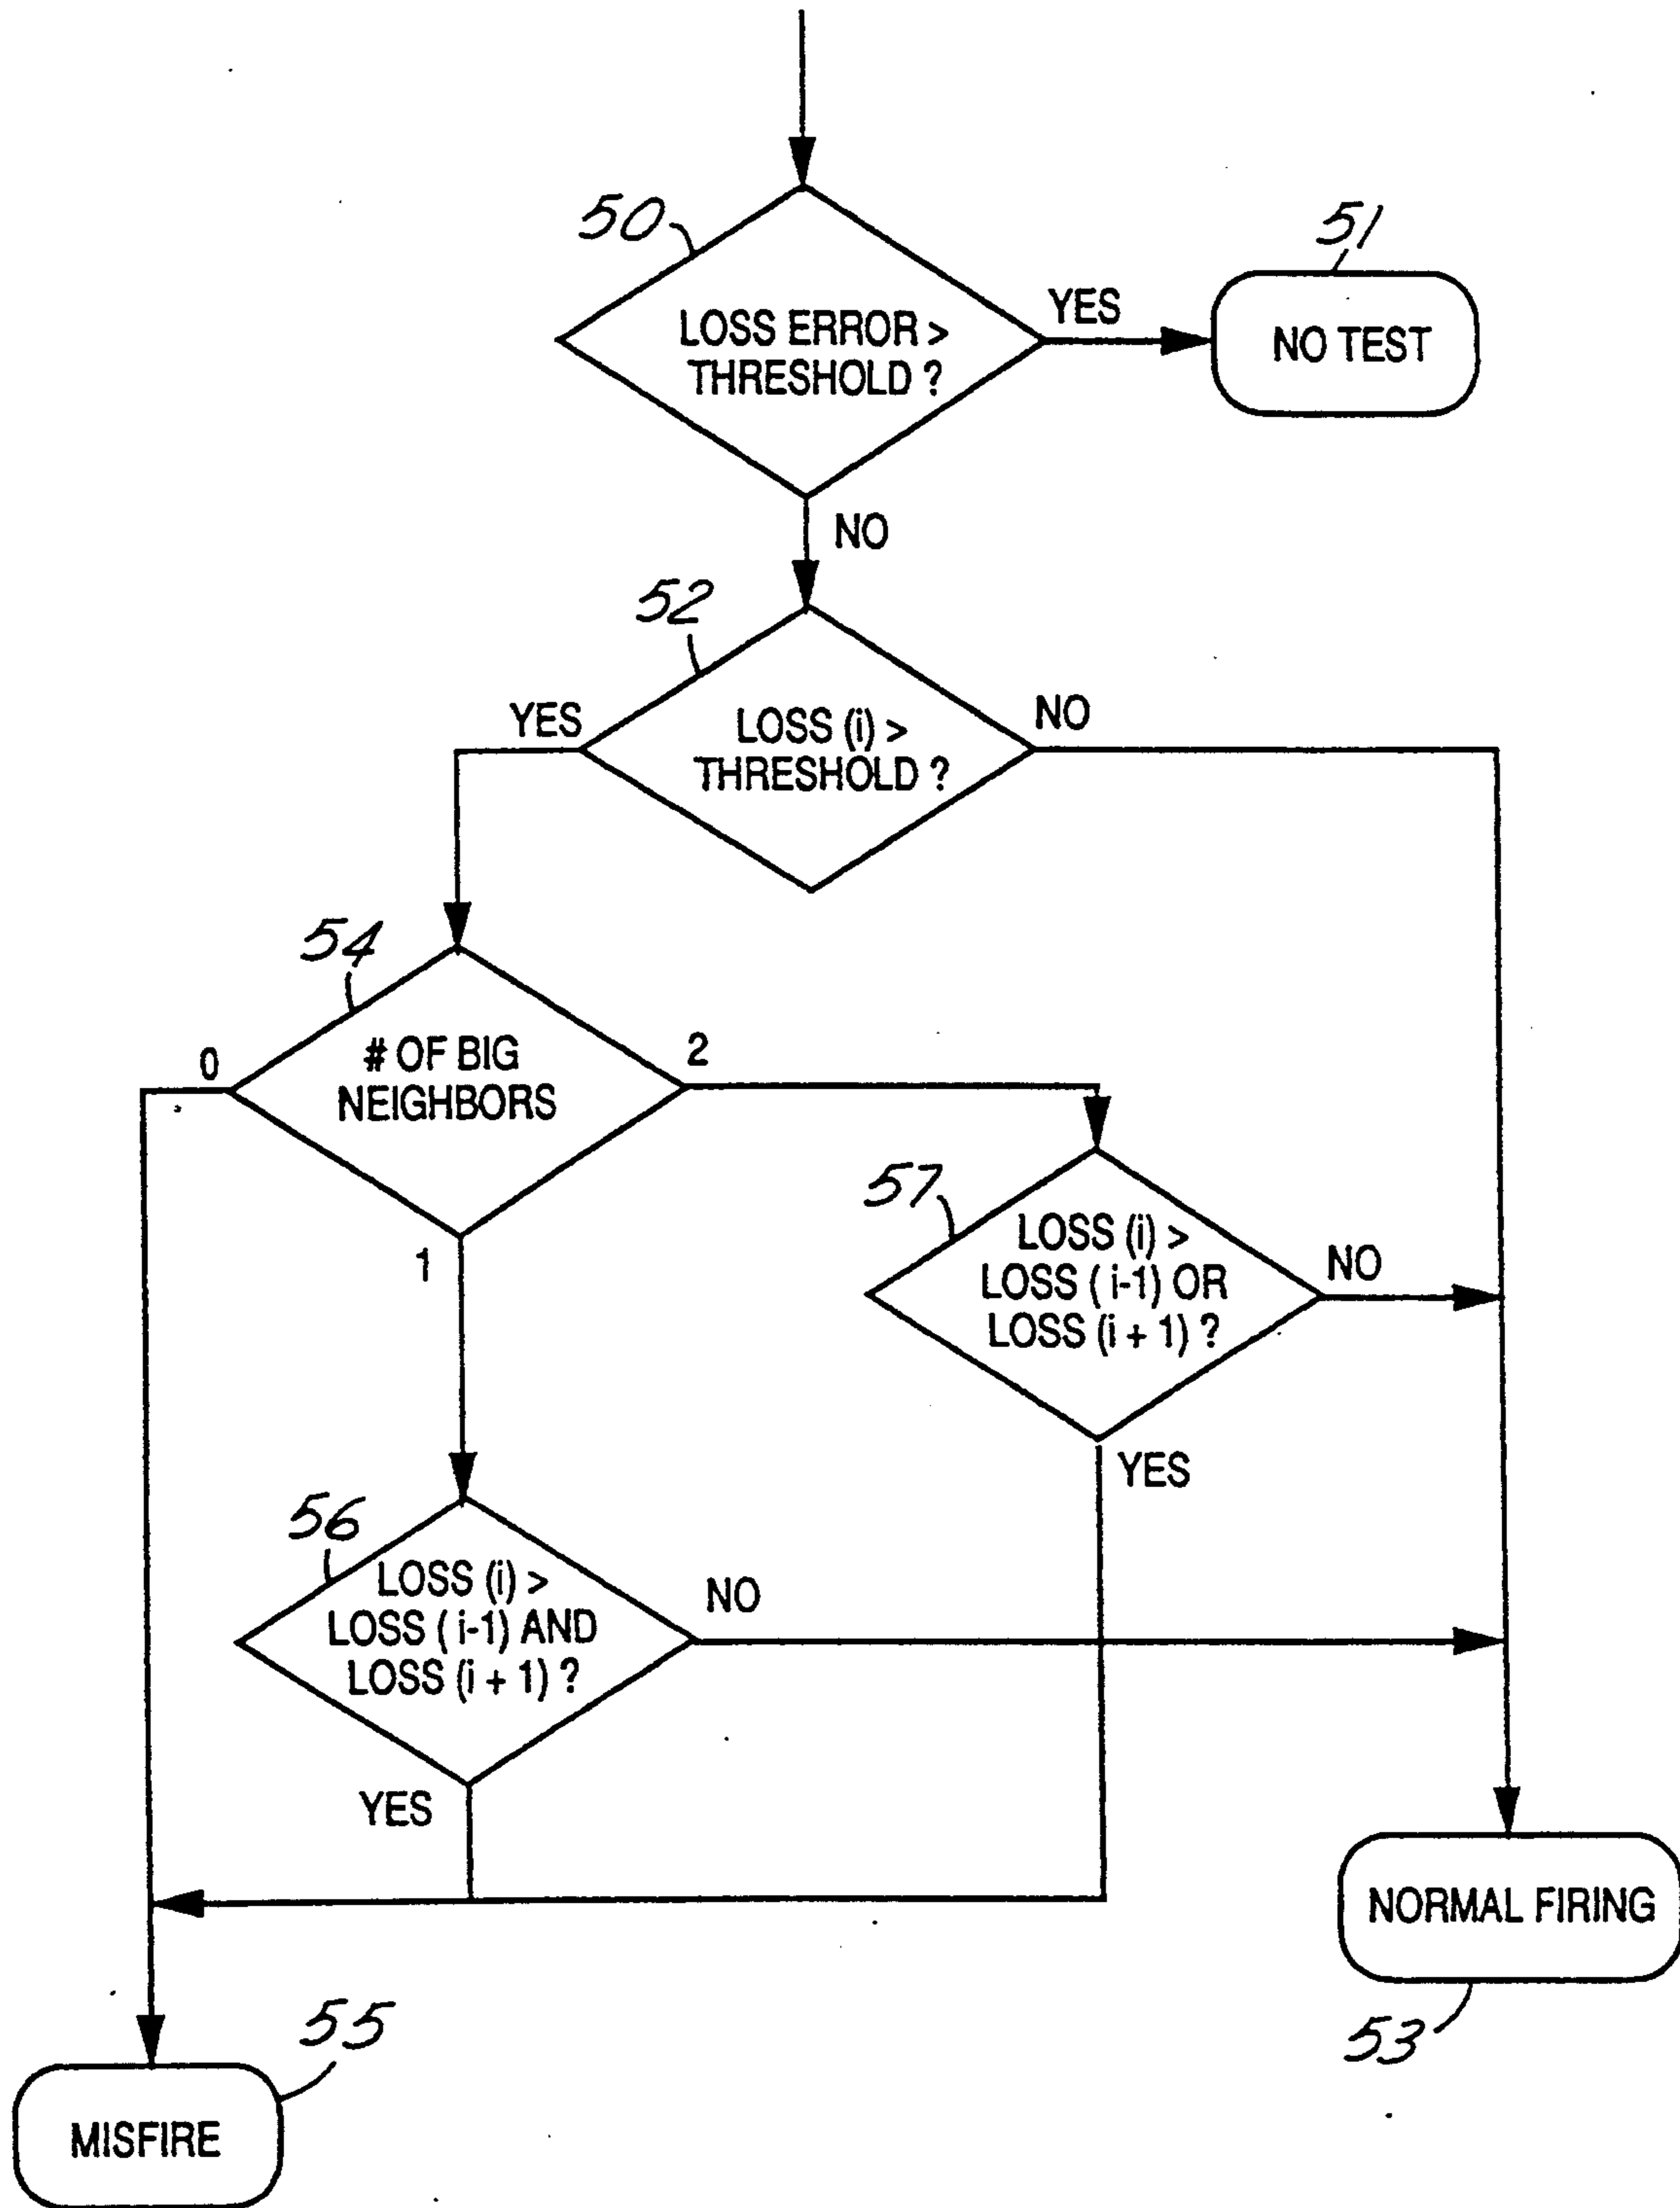 50
51
LOSS ERROR >
THRESHOLD ?
YES
NO TEST
NO
52
YES
LOSS (i) >
THRESHOLD ?
NO
54
0
# OF BIG
NEIGHBORS
2
1
57
LOSS (i) >
LOSS ( i-1) OR
LOSS (i + 1) ?
NO
YES
56
LOSS (i) >
LOSS ( i-1) AND
LOSS (i + 1) ?
NO
YES
NORMAL FIRING
53
55
MISFIRE